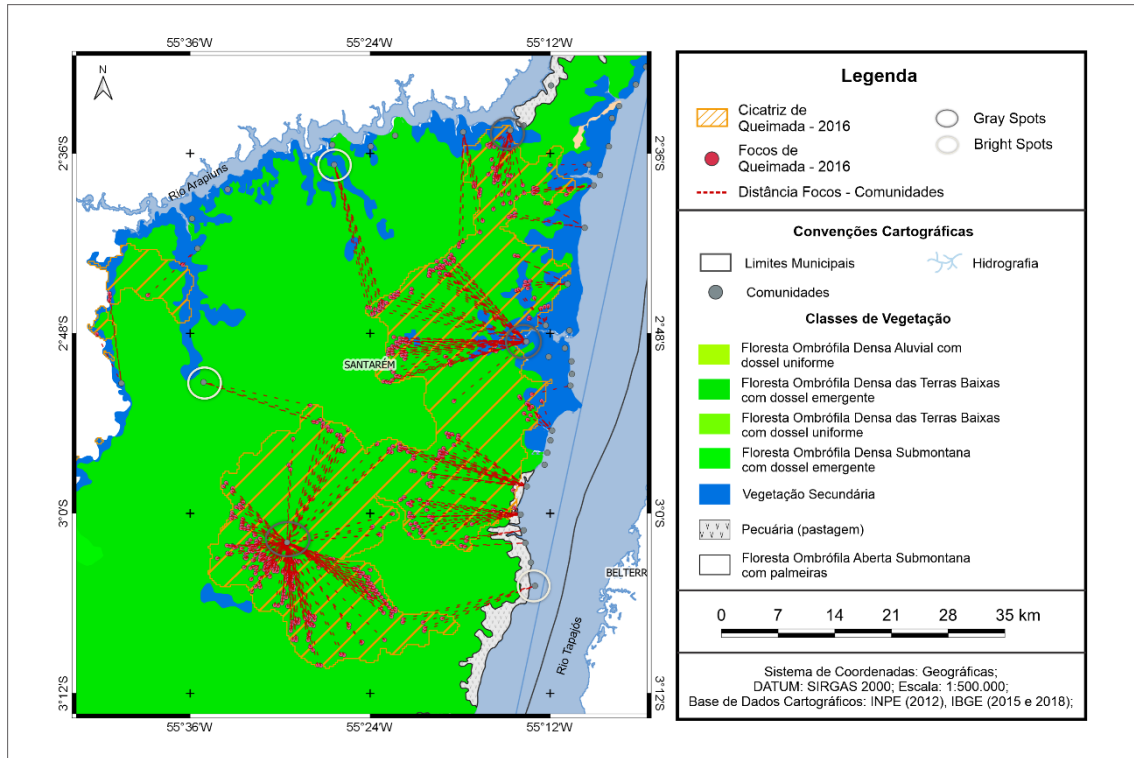 55°36'W 55°24'W 55°12'W
N
2°36'S
2°36'S
Rio Arapiuns
2°48'S
2°48'S
SANTARÉM
3°0'S
3°0'S
BELTERR
Rio Tapajós
3°12'S
3°12'S
55°36'W 55°24'W 55°12'W
Legenda
Cicatriz de
Queimada - 2016
Focos de
Queimada - 2016
Distância Focos - Comunidades
Gray Spots
Bright Spots
Convenções Cartográficas
Limites Municipais
Hidrografia
Comunidades
Classes de Vegetação
Floresta Ombrófila Densa Aluvial com
dossel uniforme
Floresta Ombrófila Densa das Terras Baixas
com dossel emergente
Floresta Ombrófila Densa das Terras Baixas
com dossel uniforme
Floresta Ombrófila Densa Submontana
com dossel emergente
Vegetação Secundária
Pecuária (pastagem)
Floresta Ombrófila Aberta Submontana
com palmeiras
0 7 14 21 28 35 km
Sistema de Coordenadas: Geográficas;
DATUM: SIRGAS 2000; Escala: 1:500.000;
Base de Dados Cartográficos: INPE (2012), IBGE (2015 e 2018);